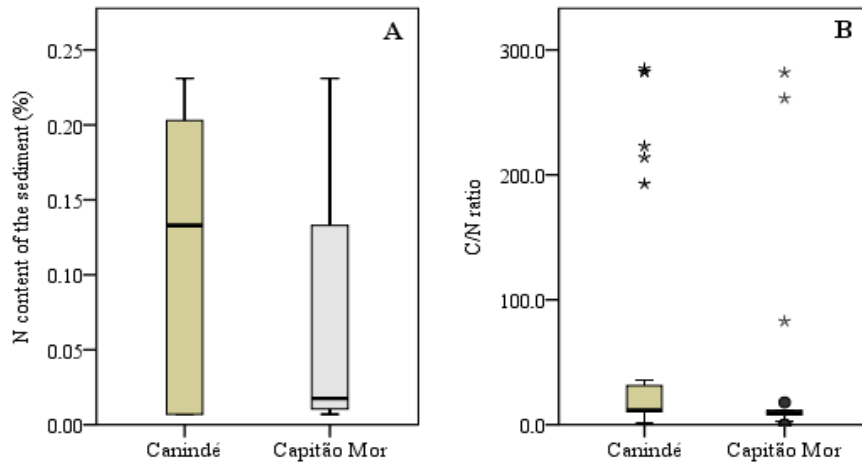 A
N content of the sediment (%)
0.25
0.20
0.15
0.10
0.05
0.00
Canindé
Capitão Mor
B
C/N ratio
300.0
200.0
100.0
0.0
Canindé
Capitão Mor